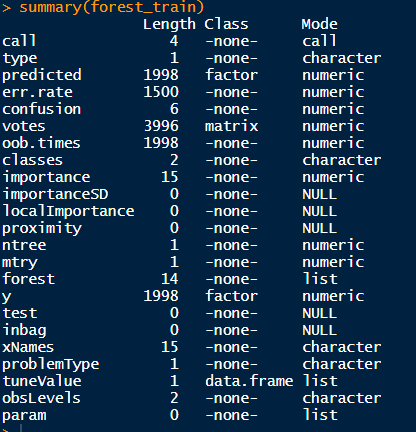 > summary(forest_train)
                Length Class      Mode
call               4   -none-     call
type               1   -none-     character
predicted       1998   factor     numeric
err.rate        1500   -none-     numeric
confusion          6   -none-     numeric
votes           3996   matrix     numeric
oob.times       1998   -none-     numeric
classes            2   -none-     character
importance        15   -none-     numeric
importanceSD       0   -none-     NULL
localImportance    0   -none-     NULL
proximity          0   -none-     NULL
ntree              1   -none-     numeric
mtry               1   -none-     numeric
forest            14   -none-     list
y               1998   factor     numeric
test               0   -none-     NULL
inbag              0   -none-     NULL
xNames            15   -none-     character
problemType        1   -none-     character
tuneValue          1   data.frame list
obsLevels          2   -none-     character
param              0   -none-     list
>